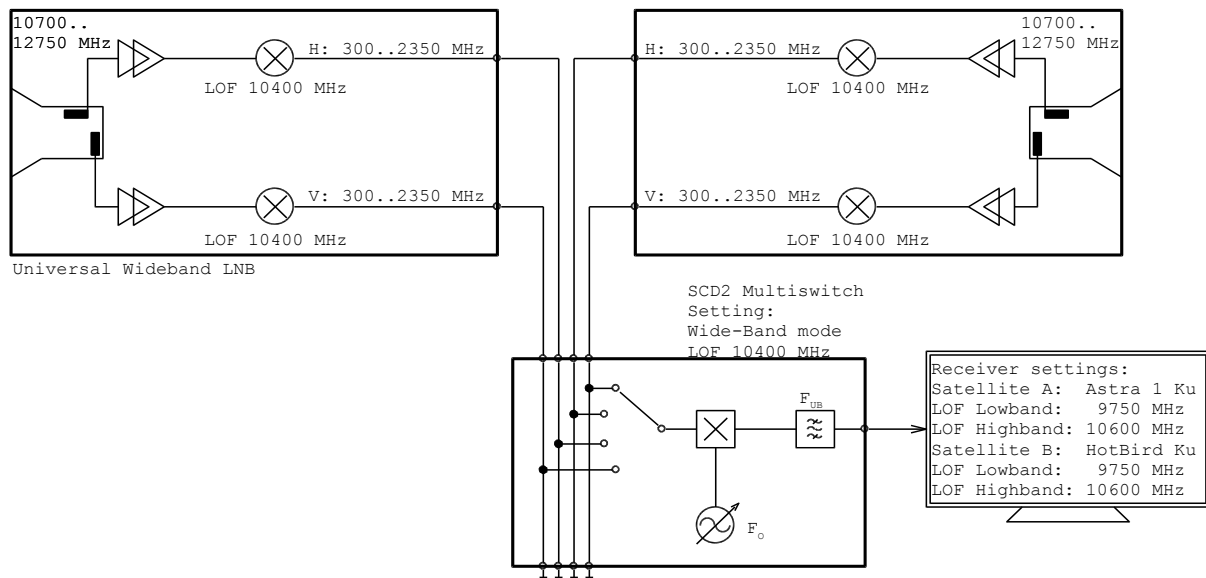 10700..
12750 MHz
H: 300..2350 MHz
LOF 10400 MHz
V: 300..2350 MHz
LOF 10400 MHz
Universal Wideband LNB
10700..
12750 MHz
H: 300..2350 MHz
LOF 10400 MHz
V: 300..2350 MHz
LOF 10400 MHz
SCD2 Multiswitch
Setting:
Wide-Band mode
LOF 10400 MHz
F_UB
F_O
Receiver settings:
Satellite A: Astra 1 Ku
LOF Lowband: 9750 MHz
LOF Highband: 10600 MHz
Satellite B: HotBird Ku
LOF Lowband: 9750 MHz
LOF Highband: 10600 MHz